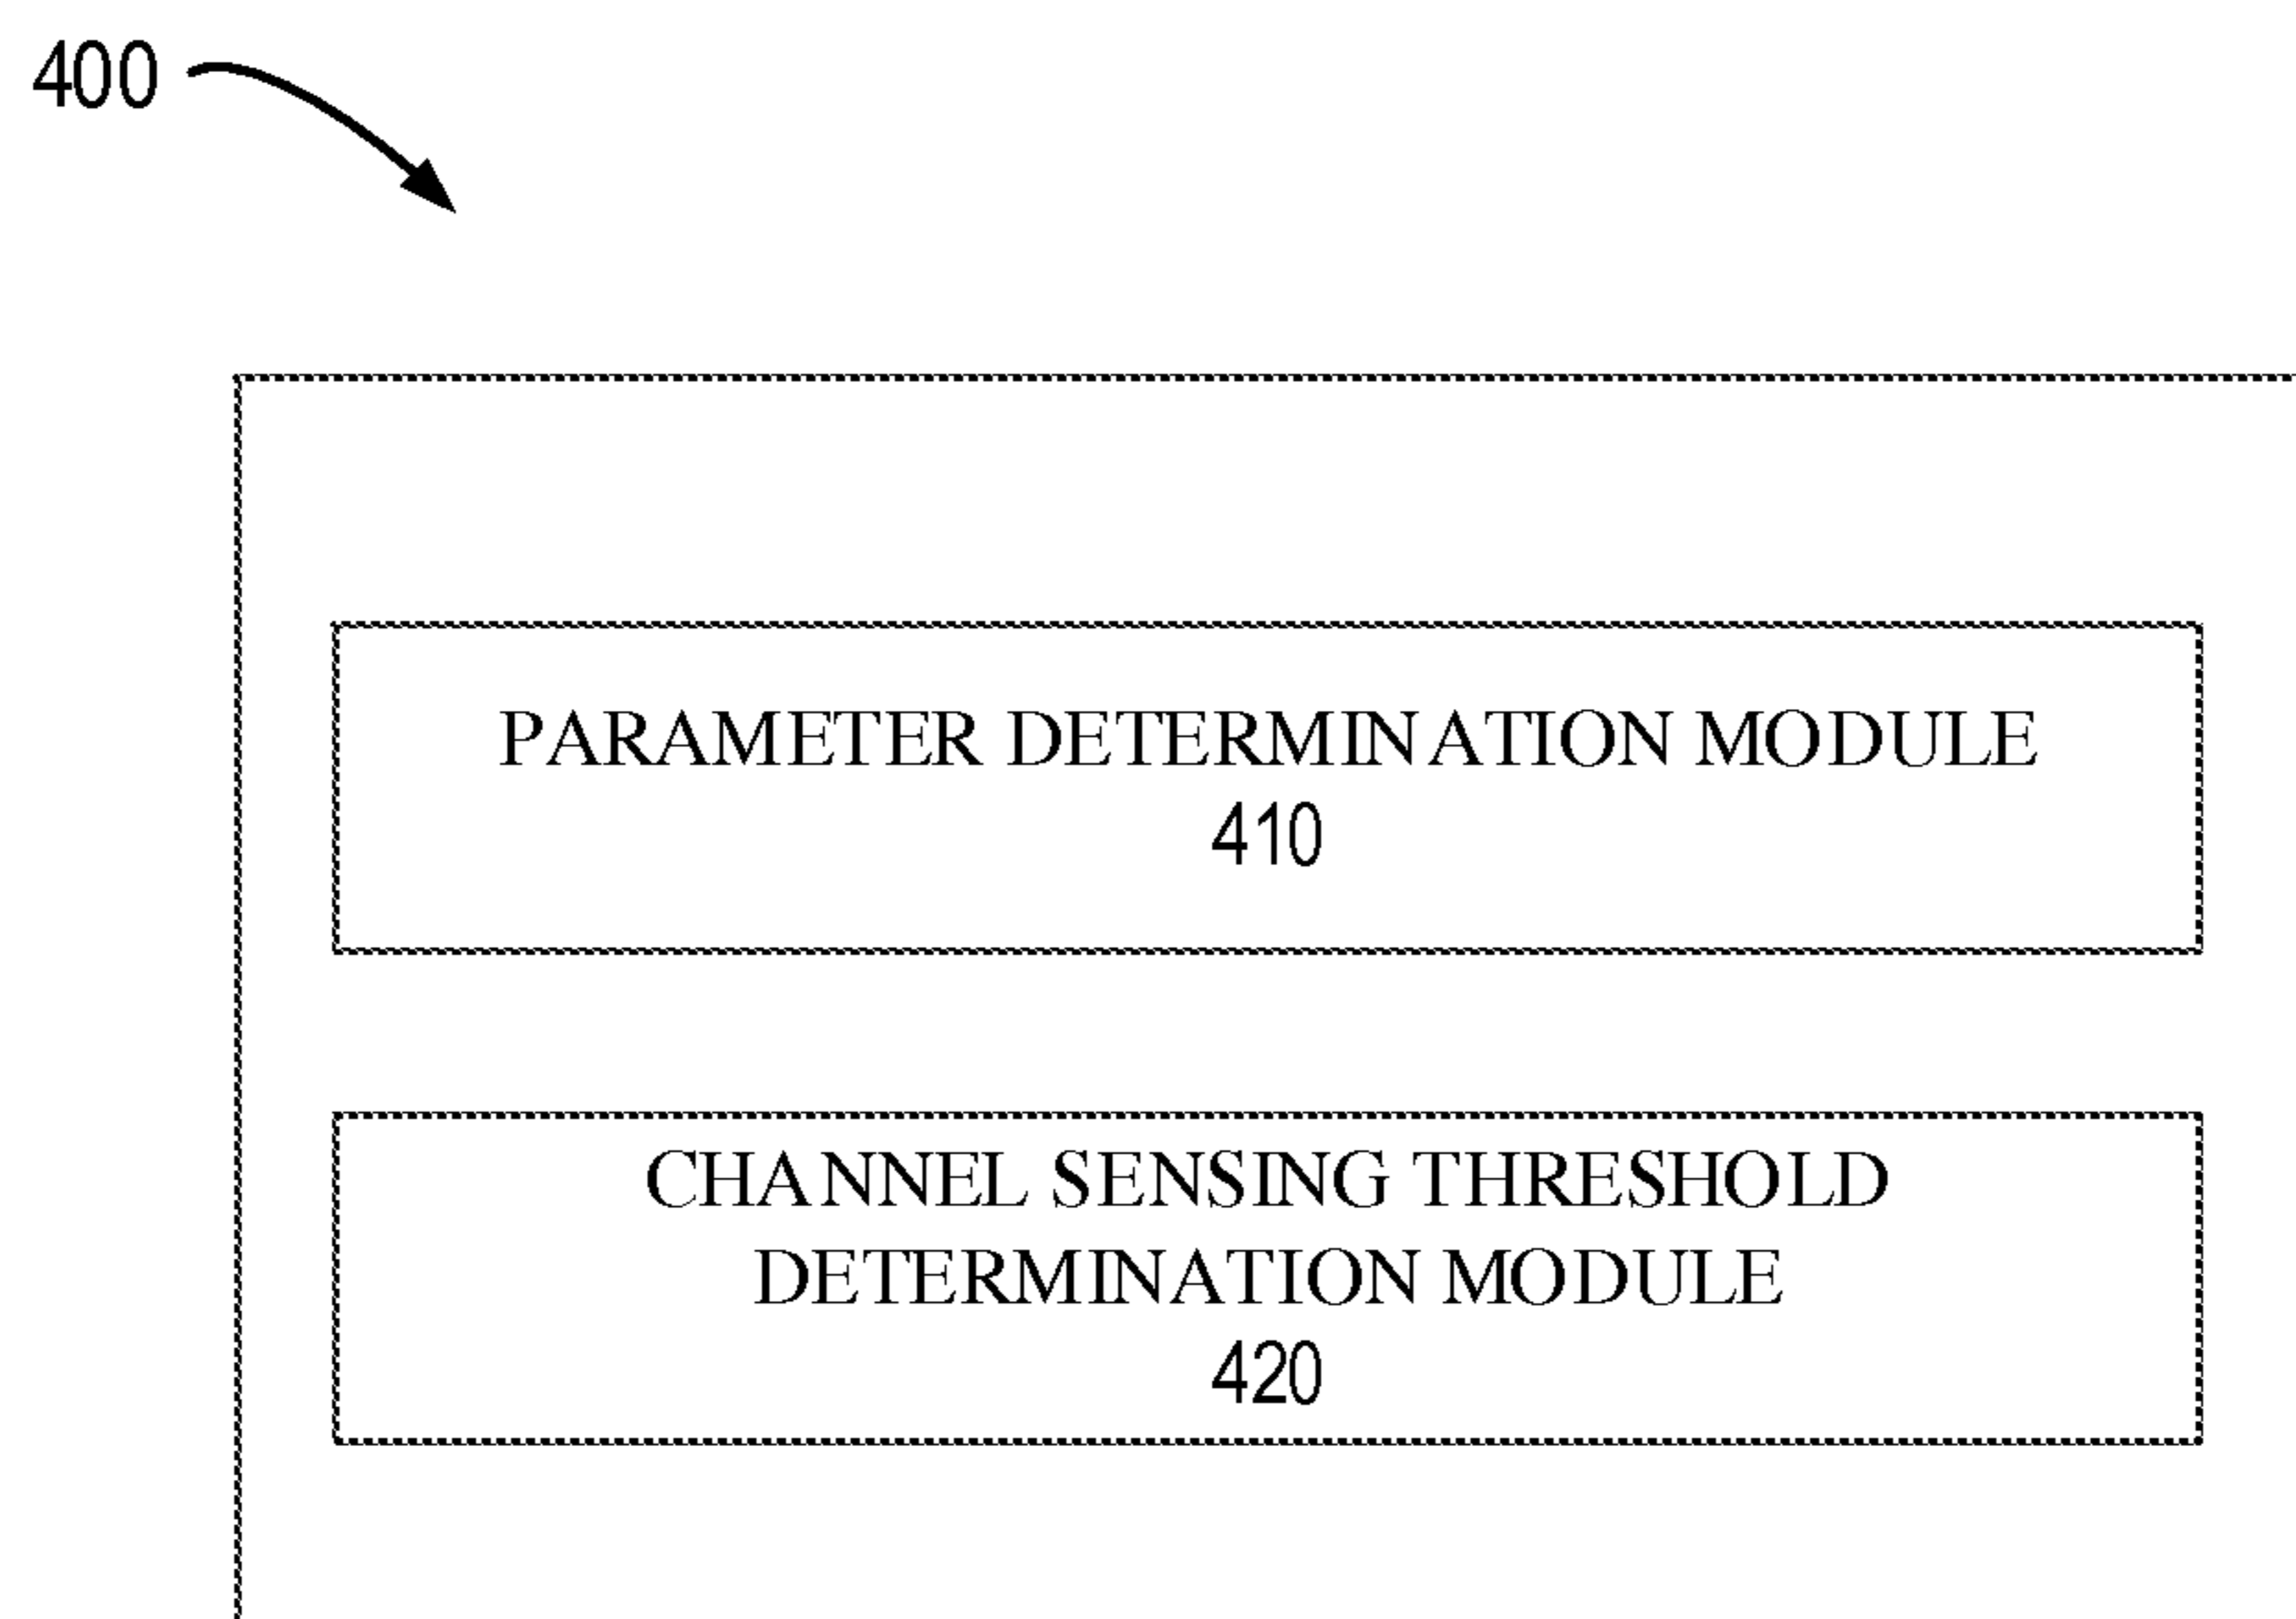 400
PARAMETER DETERMINATION MODULE
410
CHANNEL SENSING THRESHOLD
DETERMINATION MODULE
420